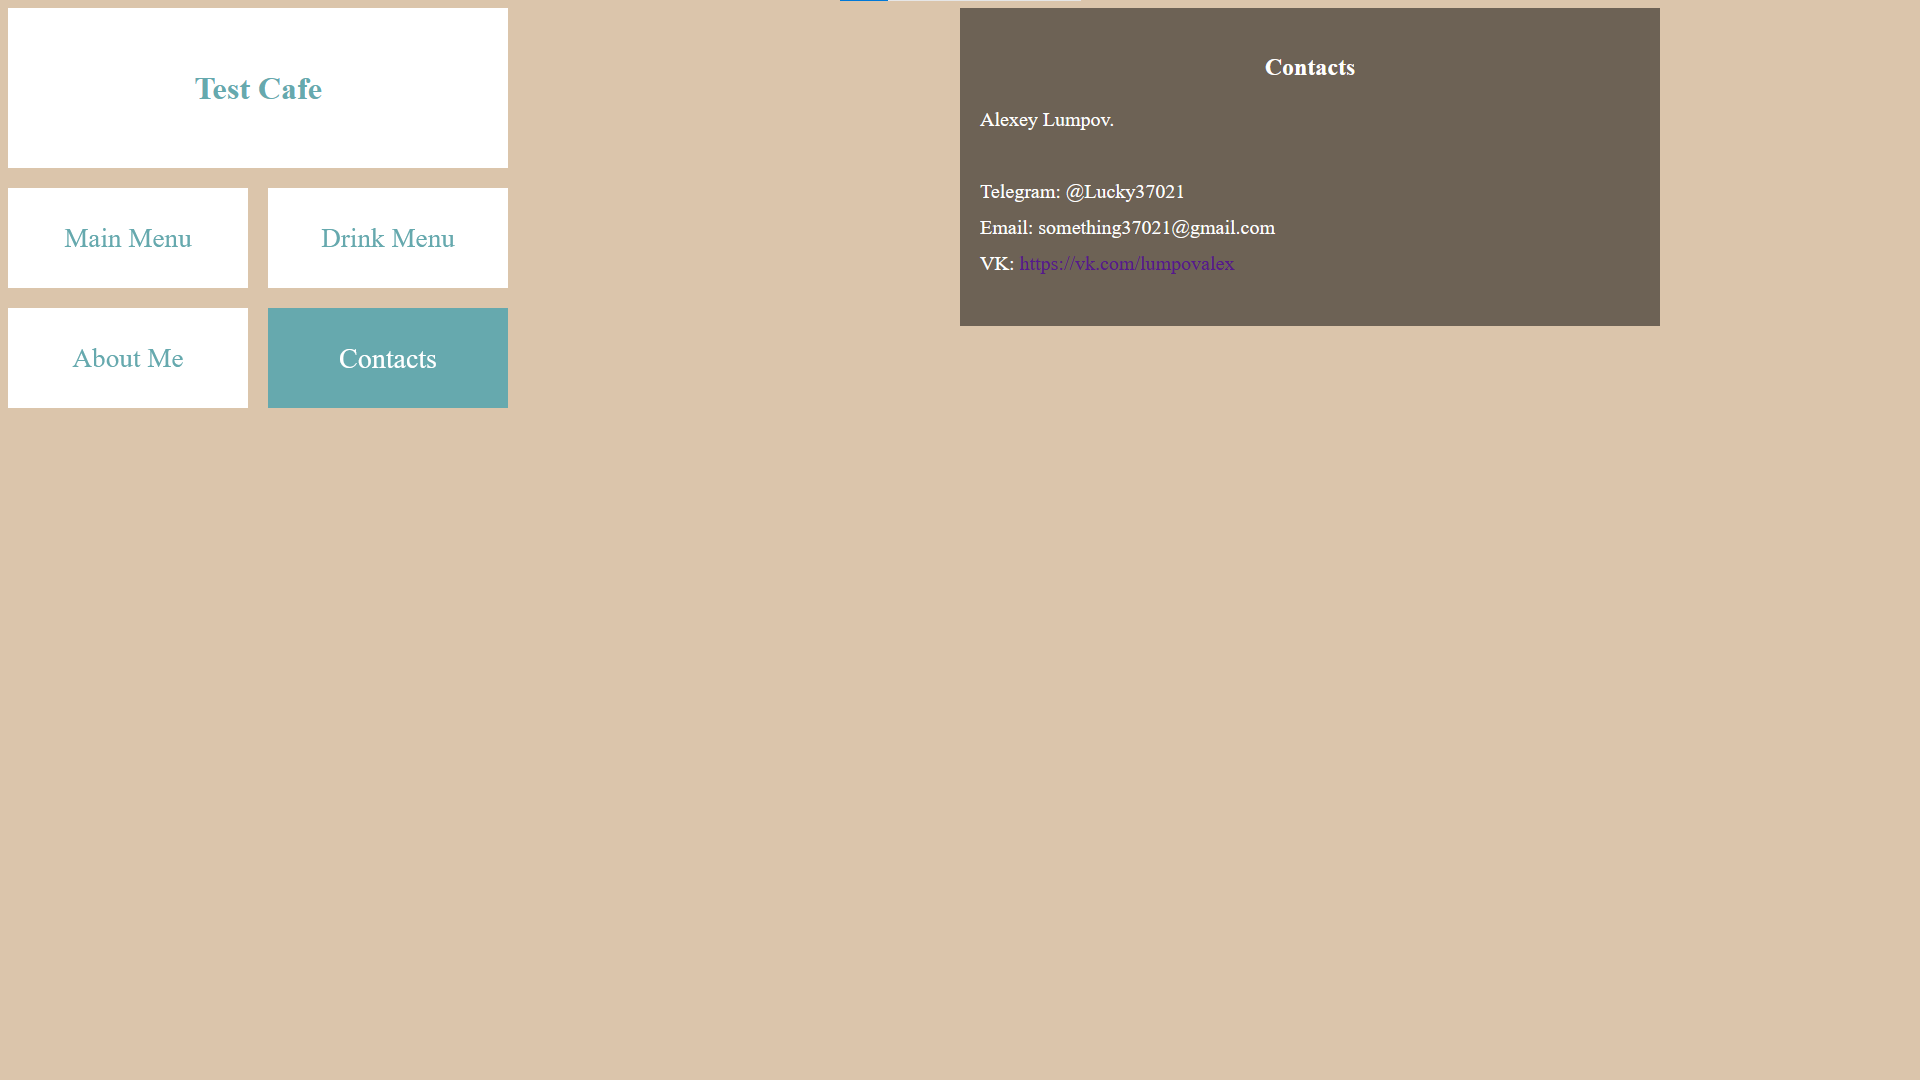 Test Cafe
Main Menu
Drink Menu
About Me
Contacts
Contacts
Alexey Lumpov.
Telegram: @Lucky37021
Email: something37021@gmail.com
VK: https://vk.com/lumpovalex